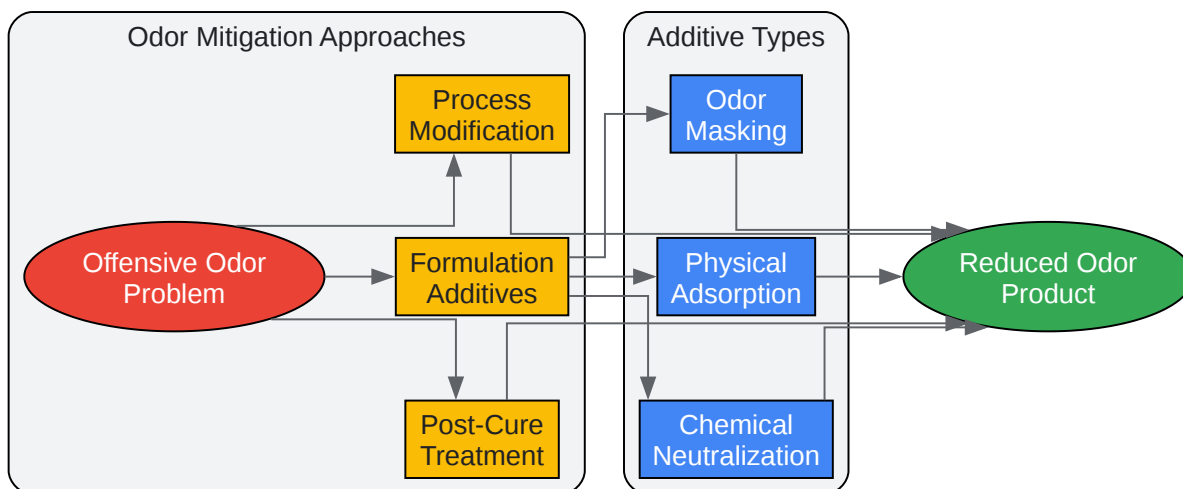 Odor Mitigation Approaches
Additive Types
Process
Modification
Odor
Masking
Offensive Odor
Problem
Formulation
Additives
Physical
Adsorption
Reduced Odor
Product
Post-Cure
Treatment
Chemical
Neutralization